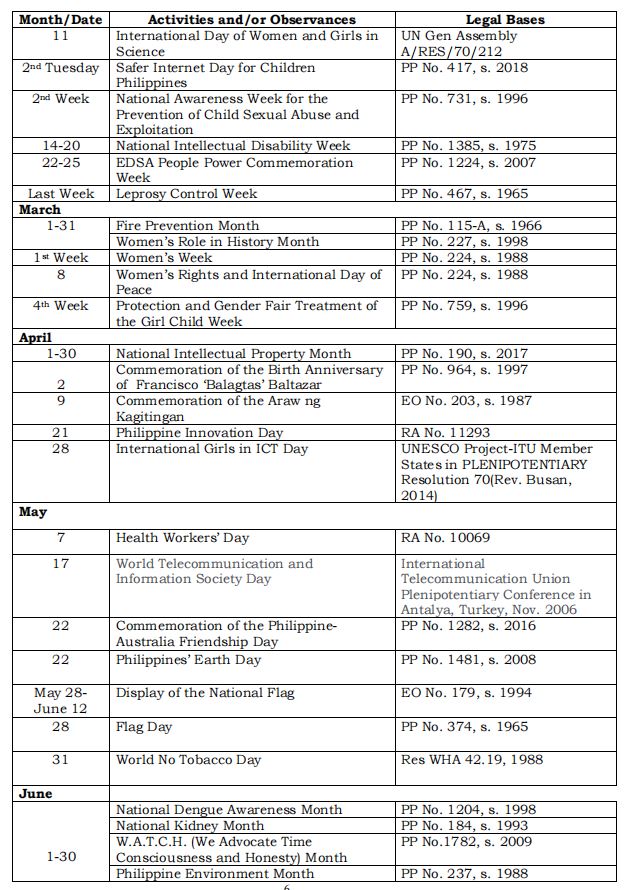 Month/Date Activities and/or Observances Legal Bases
11 International Day of Women and Girls in UN Gen Assembly
Science A/RES/70/212
2nd Tuesday Safer Internet Day for Children PP No. 417, s. 2018
Philippines
2nd Week National Awareness Week for the PP No. 731, s. 1996
Prevention of Child Sexual Abuse and
Exploitation
14-20 National Intellectual Disability Week PP No. 1385, s. 1975
22-25 EDSA People Power Commemoration PP No. 1224, s. 2007
Week
Last Week Leprosy Control Week PP No. 467, s. 1965
March
1-31 Fire Prevention Month PP No. 115-A, s. 1966
Women's Role in History Month PP No. 227, s. 1998
1st Week Women's Week PP No. 224, s. 1988
8 Women's Rights and International Day of PP No. 224, s. 1988
Peace
4th Week Protection and Gender Fair Treatment of PP No. 759, s. 1996
the Girl Child Week
April
1-30 National Intellectual Property Month PP No. 190, s. 2017
Commemoration of the Birth Anniversary PP No. 964, s. 1997
2 of Francisco 'Balagtas' Baltazar
9 Commemoration of the Araw ng EO No. 203, s. 1987
Kagitingan
21 Philippine Innovation Day RA No. 11293
28 International Girls in ICT Day UNESCO Project-ITU Member
States in PLENIPOTENTIARY
Resolution 70(Rev. Busan,
2014)
May
7 Health Workers' Day RA No. 10069
17 World Telecommunication and International
Information Society Day Telecommunication Union
Plenipotentiary Conference in
Antalya, Turkey, Nov. 2006
22 Commemoration of the Philippine- PP No. 1282, s. 2016
Australia Friendship Day
22 Philippines' Earth Day PP No. 1481, s. 2008
May 28- Display of the National Flag EO No. 179, s. 1994
June 12
28 Flag Day PP No. 374, s. 1965
31 World No Tobacco Day Res WHA 42.19, 1988
June
National Dengue Awareness Month PP No. 1204, s. 1998
National Kidney Month PP No. 184, s. 1993
W.A.T.C.H. (We Advocate Time PP No.1782, s. 2009
1-30 Consciousness and Honesty) Month
Philippine Environment Month PP No. 237, s. 1988
6